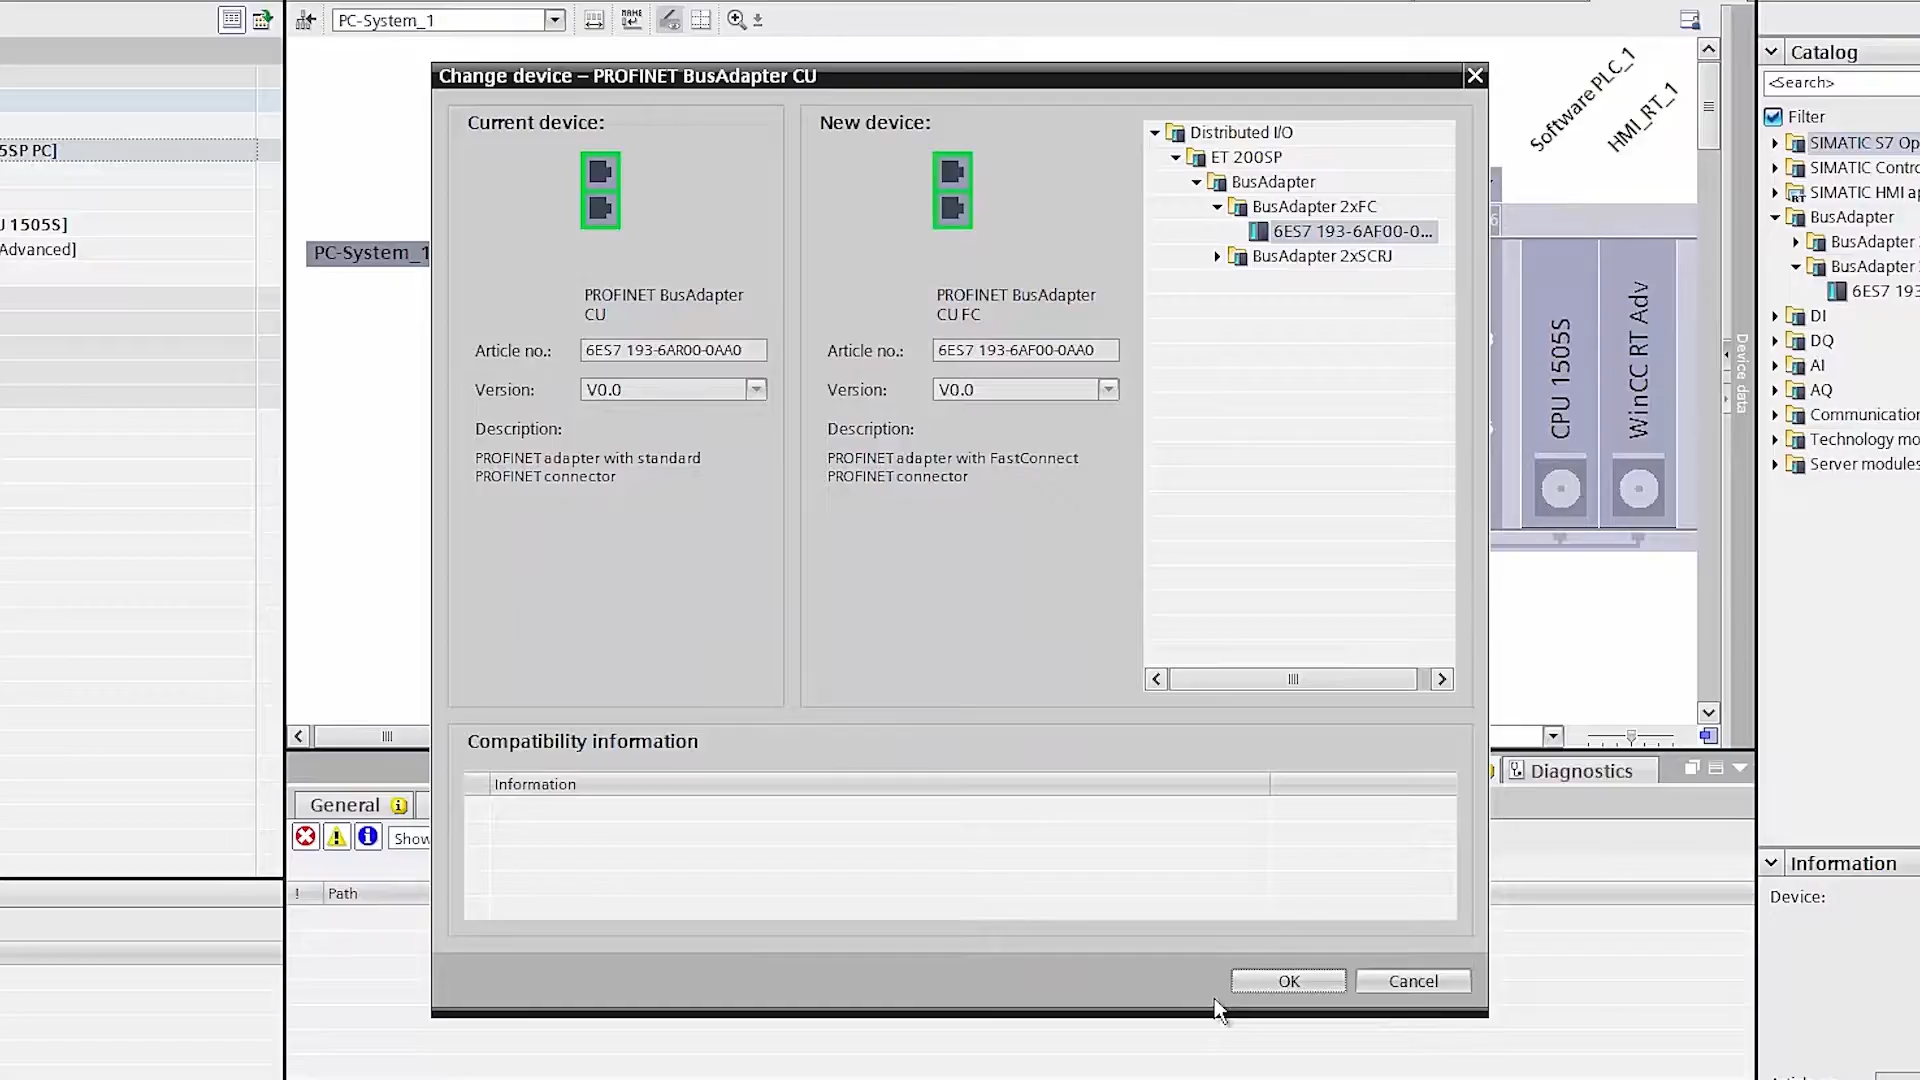 PC-System_1
5SP PC]
J 1505S]
Advanced]
PC-System_1
Change device – PROFINET BusAdapter CU
Current device:
PROFINET BusAdapter
CU
Article no.:
6ES7 193-6AR00-0AA0
Version:
V0.0
Description:
PROFINET adapter with standard
PROFINET connector
New device:
PROFINET BusAdapter
CU FC
Article no.:
6ES7 193-6AF00-0AA0
Version:
V0.0
Description:
PROFINET adapter with FastConnect
PROFINET connector
Distributed I/O
ET 200SP
BusAdapter
BusAdapter 2xFC
6ES7 193-6AF00-0...
BusAdapter 2xSCRJ
Compatibility information
Information
OK
Cancel
Software PLC_1
HMI_RT_1
CPU 1505S
WinCC RT Adv
Device data
General
Diagnostics
Show
!
Path
Catalog
<Search>
Filter
SIMATIC S7 Op
SIMATIC Contro
SIMATIC HMI ap
BusAdapter
BusAdapter
BusAdapter
6ES7 193
DI
DQ
AI
AQ
Communication
Technology mo
Server modules
Information
Device: